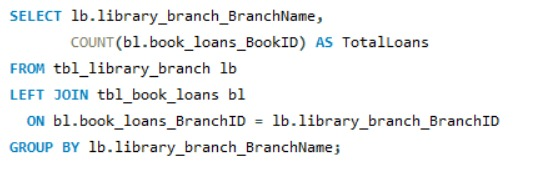 SELECT lb.library_branch_BranchName,
       COUNT(bl.book_loans_BookID) AS TotalLoans
FROM tbl_library_branch lb
LEFT JOIN tbl_book_loans bl
  ON bl.book_loans_BranchID = lb.library_branch_BranchID
GROUP BY lb.library_branch_BranchName;